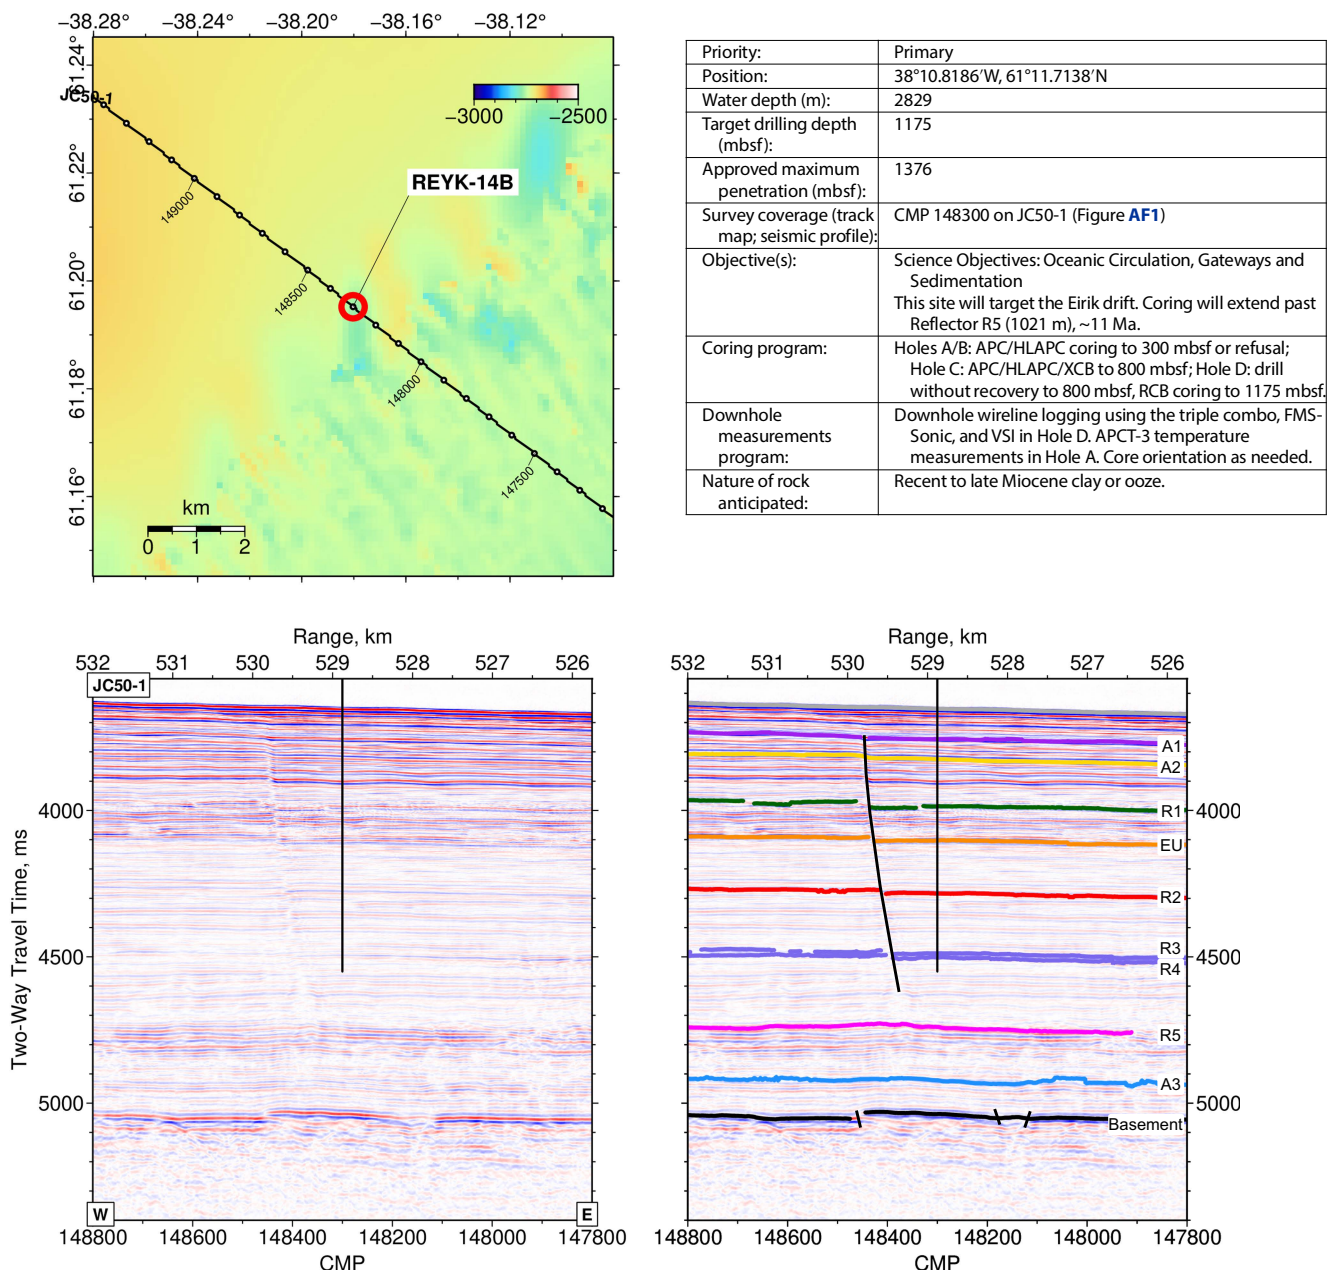 −38.28° −38.24° −38.20° −38.16° −38.12°
61.24°
61.22°
61.20°
61.18°
61.16°
JC50-1
−3000 −2500
REYK-14B
149000
148500
148000
147500
km
0 1 2
Priority: Primary
Position: 38°10.8186′W, 61°11.7138′N
Water depth (m): 2829
Target drilling depth 1175
(mbsf):
Approved maximum 1376
penetration (mbsf):
Survey coverage (track CMP 148300 on JC50-1 (Figure AF1)
map; seismic profile):
Objective(s): Science Objectives: Oceanic Circulation, Gateways and
Sedimentation
This site will target the Eirik drift. Coring will extend past
Reflector R5 (1021 m), ~11 Ma.
Coring program: Holes A/B: APC/HLAPC coring to 300 mbsf or refusal;
Hole C: APC/HLAPC/XCB to 800 mbsf; Hole D: drill
without recovery to 800 mbsf, RCB coring to 1175 mbsf.
Downhole Downhole wireline logging using the triple combo, FMS-
measurements Sonic, and VSI in Hole D. APCT-3 temperature
program: measurements in Hole A. Core orientation as needed.
Nature of rock Recent to late Miocene clay or ooze.
anticipated:
Range, km
532 531 530 529 528 527 526
JC50-1
Two-Way Travel Time, ms
4000
4500
5000
W E
148800 148600 148400 148200 148000 147800
CMP
Range, km
532 531 530 529 528 527 526
A1
A2
R1
EU
R2
R3
R4
R5
A3
Basement
4000
4500
5000
148800 148600 148400 148200 148000 147800
CMP